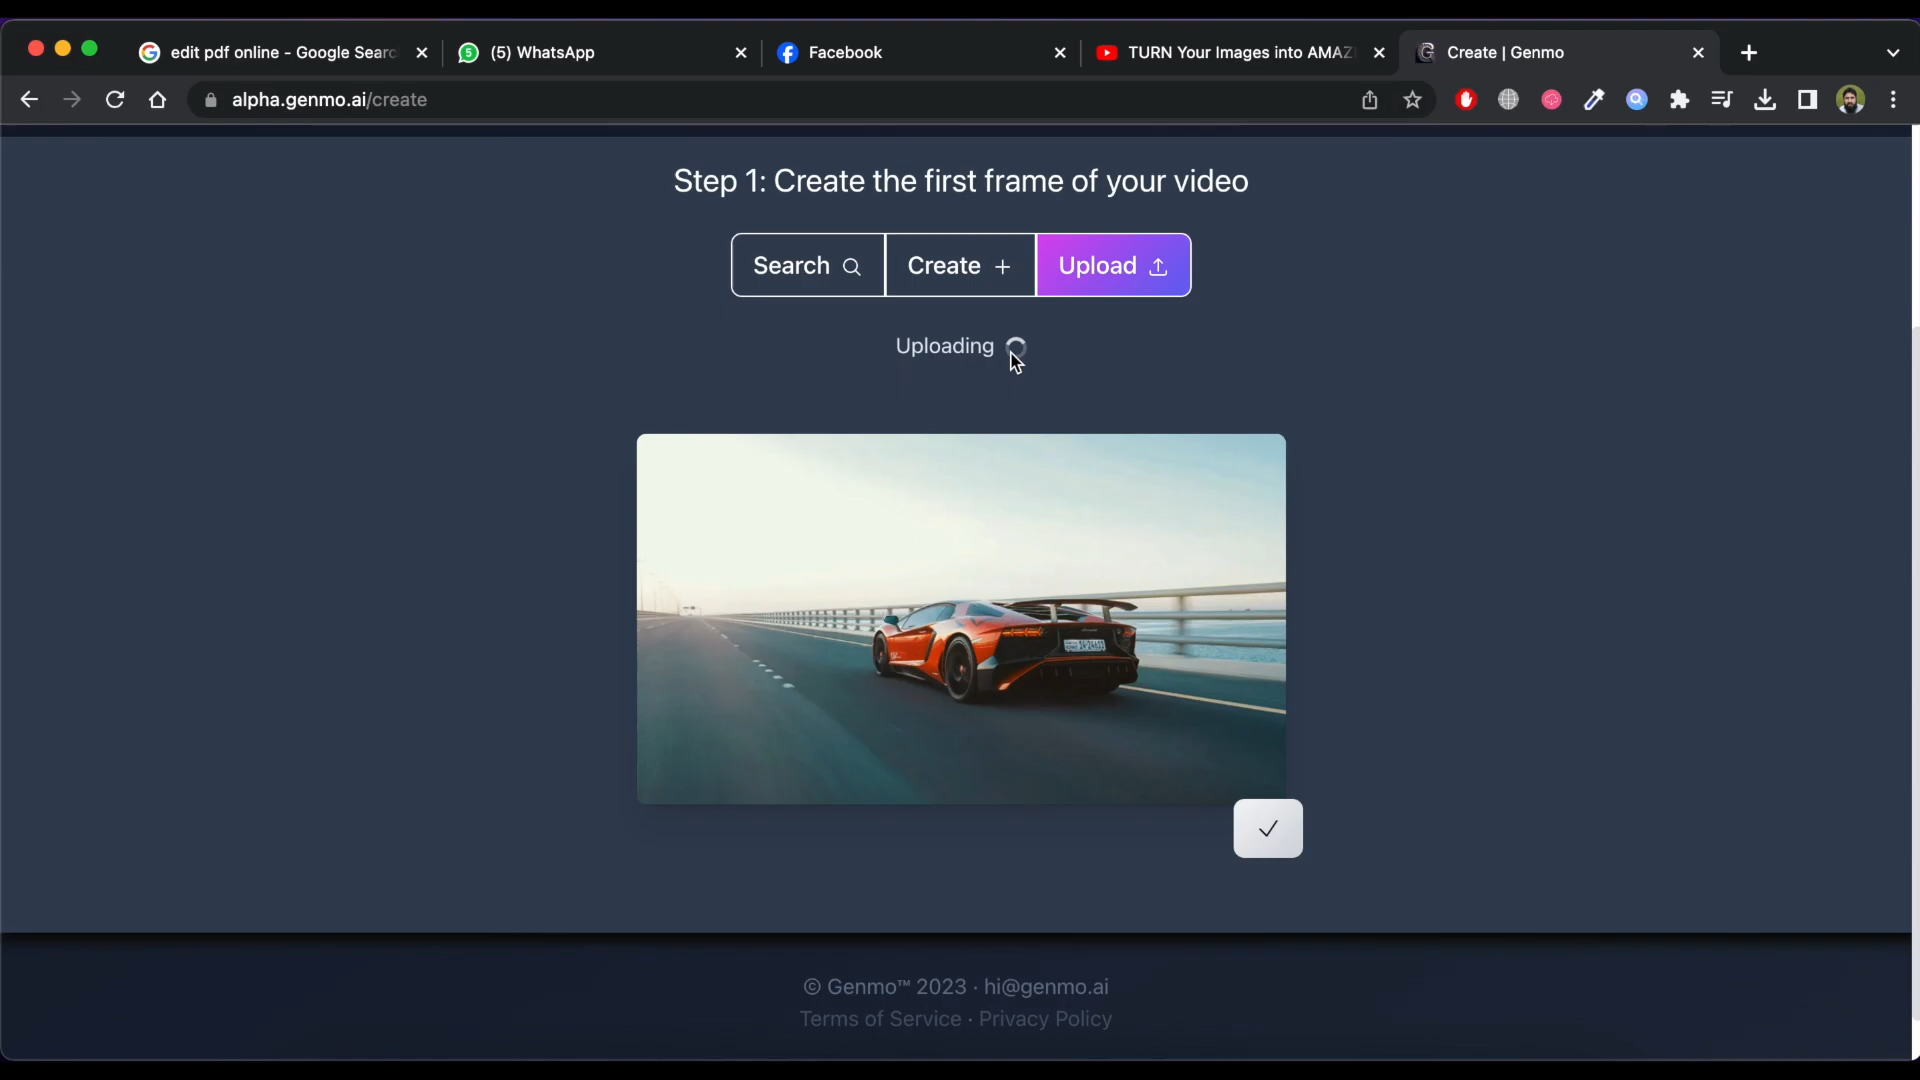 edit pdf online - Google Searc
(5) WhatsApp
Facebook
TURN Your Images into AMAZ
Create | Genmo
alpha.genmo.ai/create
Step 1: Create the first frame of your video
Search
Create +
Upload
Uploading
© Genmo™ 2023 · hi@genmo.ai
Terms of Service · Privacy Policy